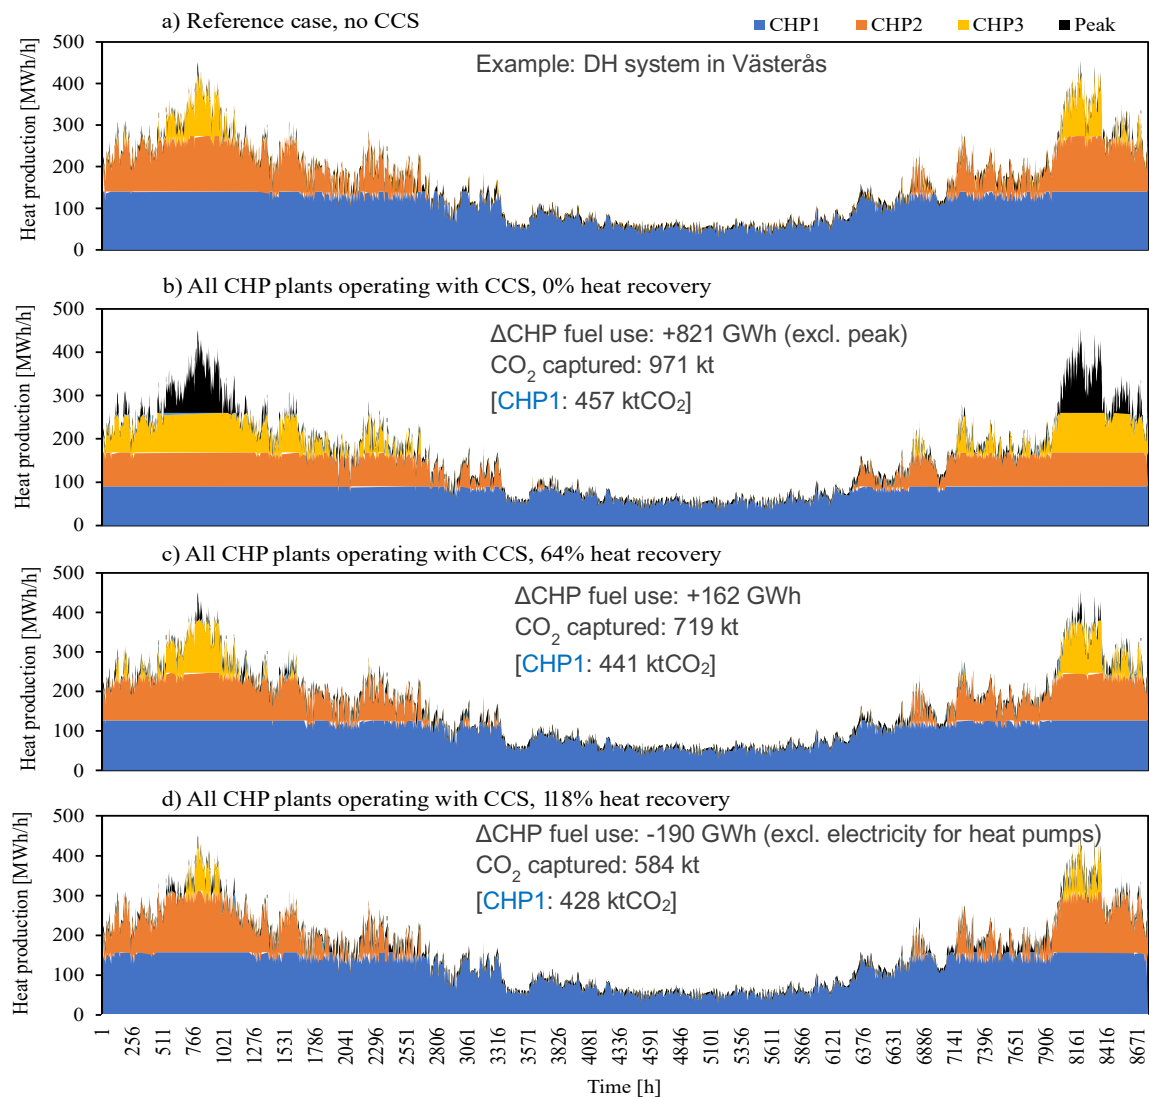 a) Reference case, no CCS
CHP1 CHP2 CHP3 Peak
Example: DH system in Västerås
Heat production [MWh/h]
500
400
300
200
100
0
b) All CHP plants operating with CCS, 0% heat recovery
ΔCHP fuel use: +821 GWh (excl. peak)
CO2 captured: 971 kt
[CHP1: 457 ktCO2]
Heat production [MWh/h]
500
400
300
200
100
0
c) All CHP plants operating with CCS, 64% heat recovery
ΔCHP fuel use: +162 GWh
CO2 captured: 719 kt
[CHP1: 441 ktCO2]
Heat production [MWh/h]
500
400
300
200
100
0
d) All CHP plants operating with CCS, 118% heat recovery
ΔCHP fuel use: -190 GWh (excl. electricity for heat pumps)
CO2 captured: 584 kt
[CHP1: 428 ktCO2]
Heat production [MWh/h]
500
400
300
200
100
0
1 256 511 766 1021 1276 1531 1786 2041 2296 2551 2806 3061 3316 3571 3826 4081 4336 4591 4846 5101 5356 5611 5866 6121 6376 6631 6886 7141 7396 7651 7906 8161 8416 8671
Time [h]